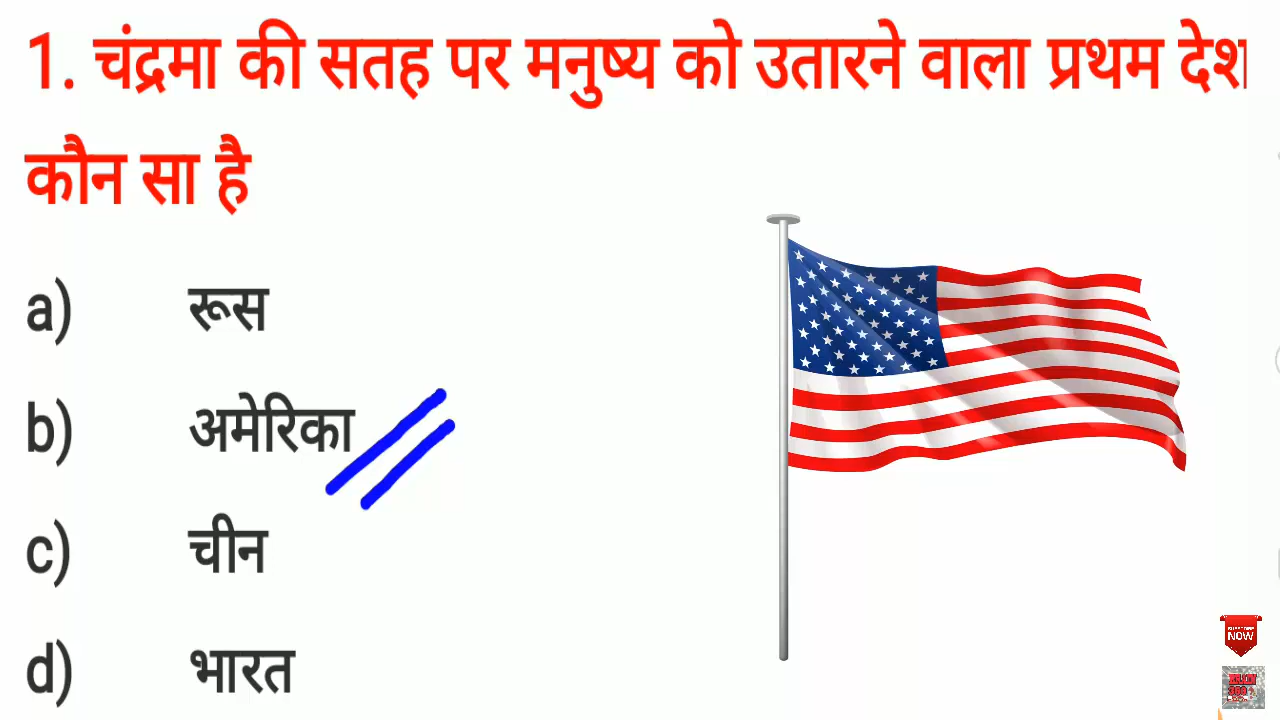 1. चंद्रमा की सतह पर मनुष्य को उतारने वाला प्रथम देश
कौन सा है
a) रूस
b) अमेरिका
c) चीन
d) भारत
NOW